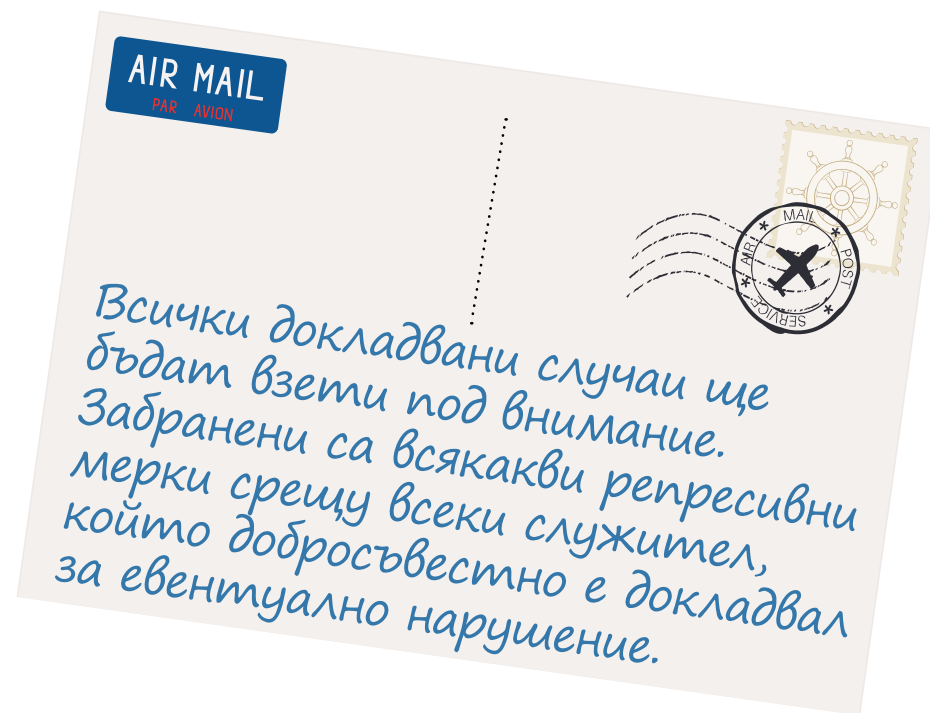 AIR MAIL
PAR AVION
AIR MAIL POST SERVICE
Всички докладвани случаи ще
бъдат взети под внимание.
Забранени са всякакви репресивни
мерки срещу всеки служител,
който добросъвестно е докладвал
за евентуално нарушение.